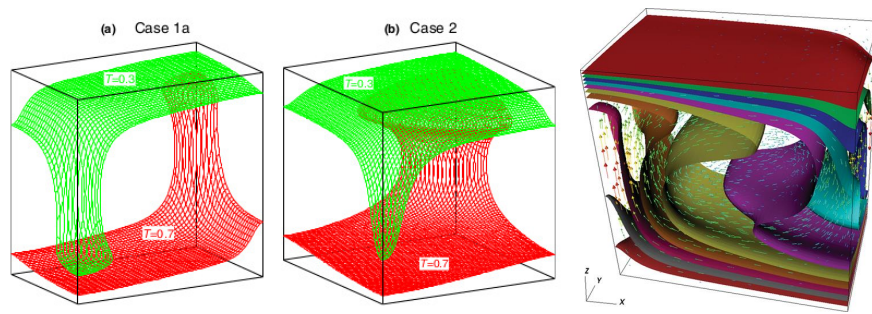 (a) Case 1a
T=0.3
T=0.7
(b) Case 2
T=0.3
T=0.7
Z
Y
X